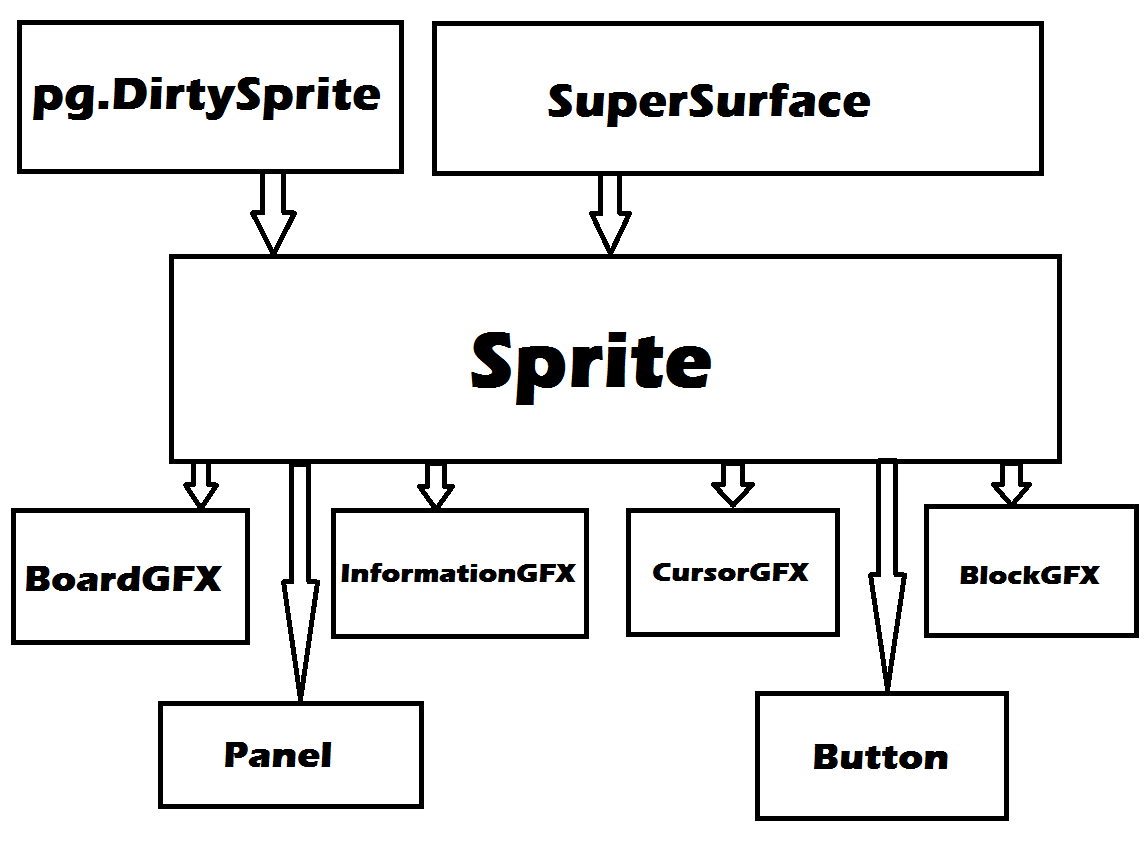 pg.DirtySprite
SuperSurface
Sprite
BoardGFX
InformationGFX
CursorGFX
BlockGFX
Panel
Button